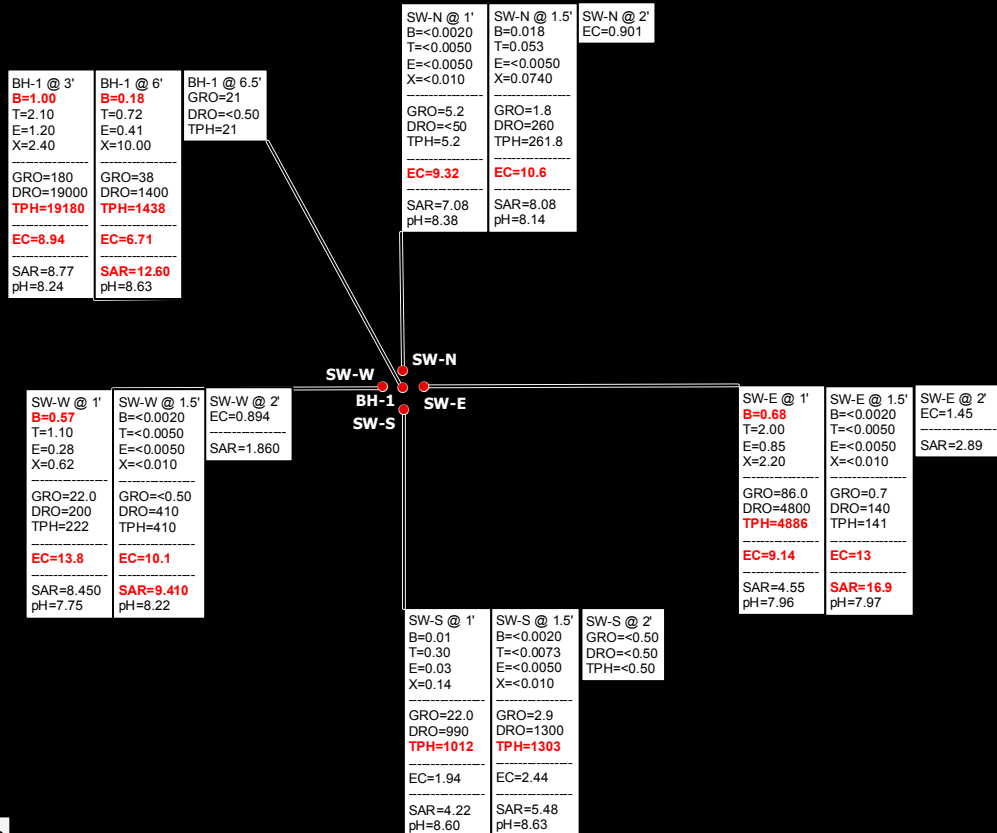 SW-N @ 1'
B=<0.0020
T=<0.0050
E=<0.0050
X=<0.010
-----------------
GRO=5.2
DRO=<50
TPH=5.2
-----------------
EC=9.32
-----------------
SAR=7.08
pH=8.38
SW-N @ 1.5'
B=0.018
T=0.053
E=<0.0050
X=0.0740
-----------------
GRO=1.8
DRO=260
TPH=261.8
-----------------
EC=10.6
-----------------
SAR=8.08
pH=8.14
SW-N @ 2'
EC=0.901
BH-1 @ 3'
B=1.00
T=2.10
E=1.20
X=2.40
-----------------
GRO=180
DRO=19000
TPH=19180
-----------------
EC=8.94
-----------------
SAR=8.77
pH=8.24
BH-1 @ 6'
B=0.18
T=0.72
E=0.41
X=10.00
-----------------
GRO=38
DRO=1400
TPH=1438
-----------------
EC=6.71
-----------------
SAR=12.60
pH=8.63
BH-1 @ 6.5'
GRO=21
DRO=<0.50
TPH=21
SW-N
SW-W
BH-1
SW-E
SW-S
SW-W @ 1'
B=0.57
T=1.10
E=0.28
X=0.62
-----------------
GRO=22.0
DRO=200
TPH=222
-----------------
EC=13.8
-----------------
SAR=8.450
pH=7.75
SW-W @ 1.5'
B=<0.0020
T=<0.0050
E=<0.0050
X=<0.010
-----------------
GRO=<0.50
DRO=410
TPH=410
-----------------
EC=10.1
-----------------
SAR=9.410
pH=8.22
SW-W @ 2'
EC=0.894
-----------------
SAR=1.860
SW-E @ 1'
B=0.68
T=2.00
E=0.85
X=2.20
-----------------
GRO=86.0
DRO=4800
TPH=4886
-----------------
EC=9.14
-----------------
SAR=4.55
pH=7.96
SW-E @ 1.5'
B=<0.0020
T=<0.0050
E=<0.0050
X=<0.010
-----------------
GRO=0.7
DRO=140
TPH=141
-----------------
EC=13
-----------------
SAR=16.9
pH=7.97
SW-E @ 2'
EC=1.45
-----------------
SAR=2.89
SW-S @ 1'
B=0.01
T=0.30
E=0.03
X=0.14
-----------------
GRO=22.0
DRO=990
TPH=1012
-----------------
EC=1.94
-----------------
SAR=4.22
pH=8.60
SW-S @ 1.5'
B=<0.0020
T=<0.0073
E=<0.0050
X=<0.010
-----------------
GRO=2.9
DRO=1300
TPH=1303
-----------------
EC=2.44
-----------------
SAR=5.48
pH=8.63
SW-S @ 2'
GRO=<0.50
DRO=<0.50
TPH=<0.50